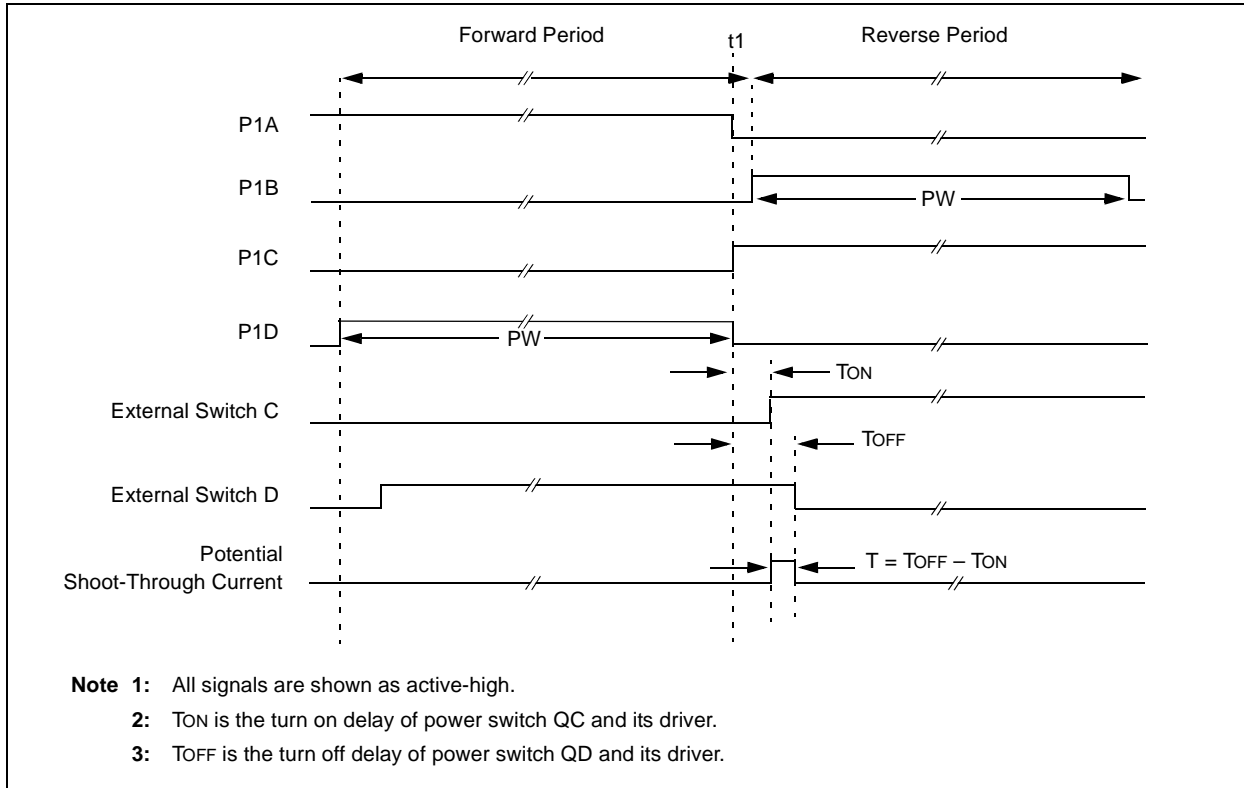 Forward Period
t1
Reverse Period
P1A
P1B
PW
P1C
P1D
PW
TON
External Switch C
TOFF
External Switch D
Potential
Shoot-Through Current
T = TOFF – TON
Note 1: All signals are shown as active-high.
2: TON is the turn on delay of power switch QC and its driver.
3: TOFF is the turn off delay of power switch QD and its driver.